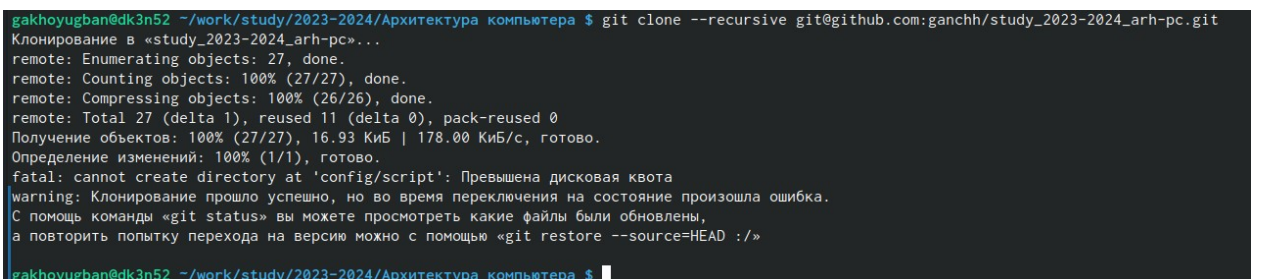 gakhoyugban@dk3n52 ~/work/study/2023-2024/Архитектура компьютера $ git clone --recursive git@github.com:ganchh/study_2023-2024_arh-pc.git
Клонирование в «study_2023-2024_arh-pc»...
remote: Enumerating objects: 27, done.
remote: Counting objects: 100% (27/27), done.
remote: Compressing objects: 100% (26/26), done.
remote: Total 27 (delta 1), reused 11 (delta 0), pack-reused 0
Получение объектов: 100% (27/27), 16.93 КиБ | 178.00 КиБ/с, готово.
Определение изменений: 100% (1/1), готово.
fatal: cannot create directory at 'config/script': Превышена дисковая квота
warning: Клонирование прошло успешно, но во время переключения на состояние произошла ошибка.
С помощь команды «git status» вы можете просмотреть какие файлы были обновлены,
а повторить попытку перехода на версию можно с помощью «git restore --source=HEAD :/»
gakhoyugban@dk3n52 ~/work/study/2023-2024/Архитектура компьютера $